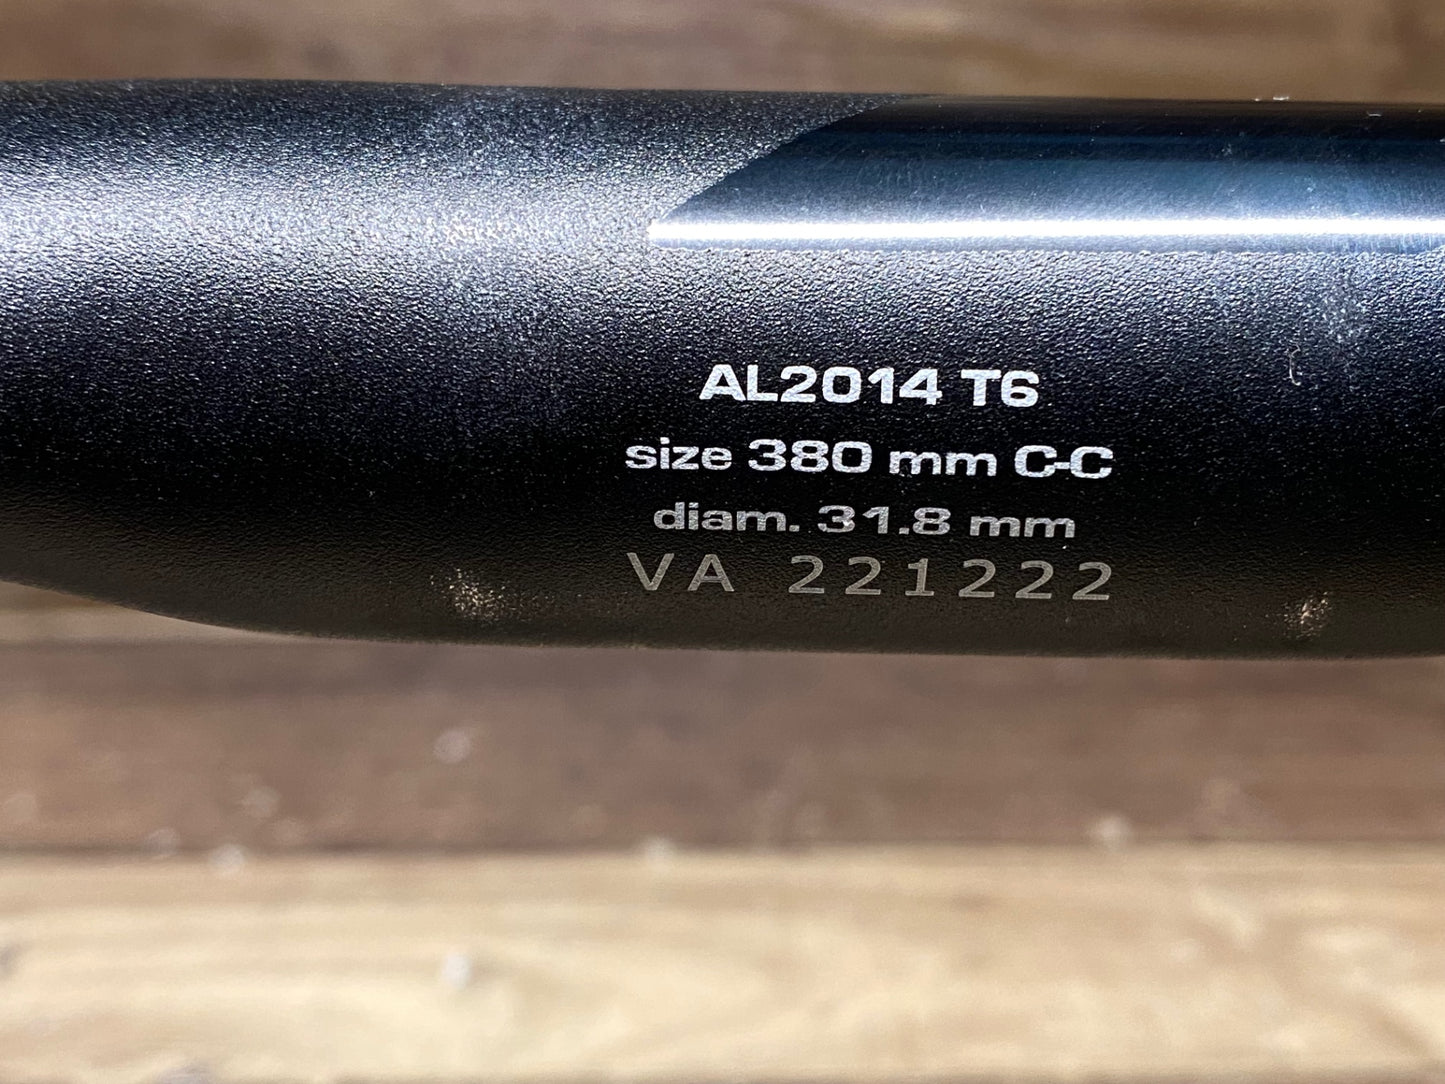 AL2014 T6
size 380 mm C-C
diam. 31.8 mm
VA 221222